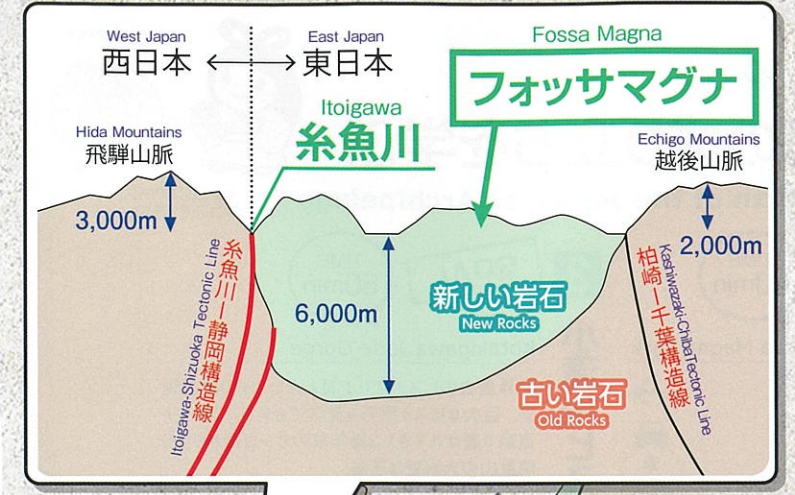 West Japan
西日本
East Japan
東日本
Fossa Magna
フォッサマグナ
Itoigawa
糸魚川
Hida Mountains
飛騨山脈
Echigo Mountains
越後山脈
3,000m
2,000m
6,000m
糸魚川ー静岡構造線
Itoigawa-Shizuoka Tectonic Line
新しい岩石
New Rocks
古い岩石
Old Rocks
柏崎ー千葉構造線
Kashiwazaki-ChibaTectonic Line